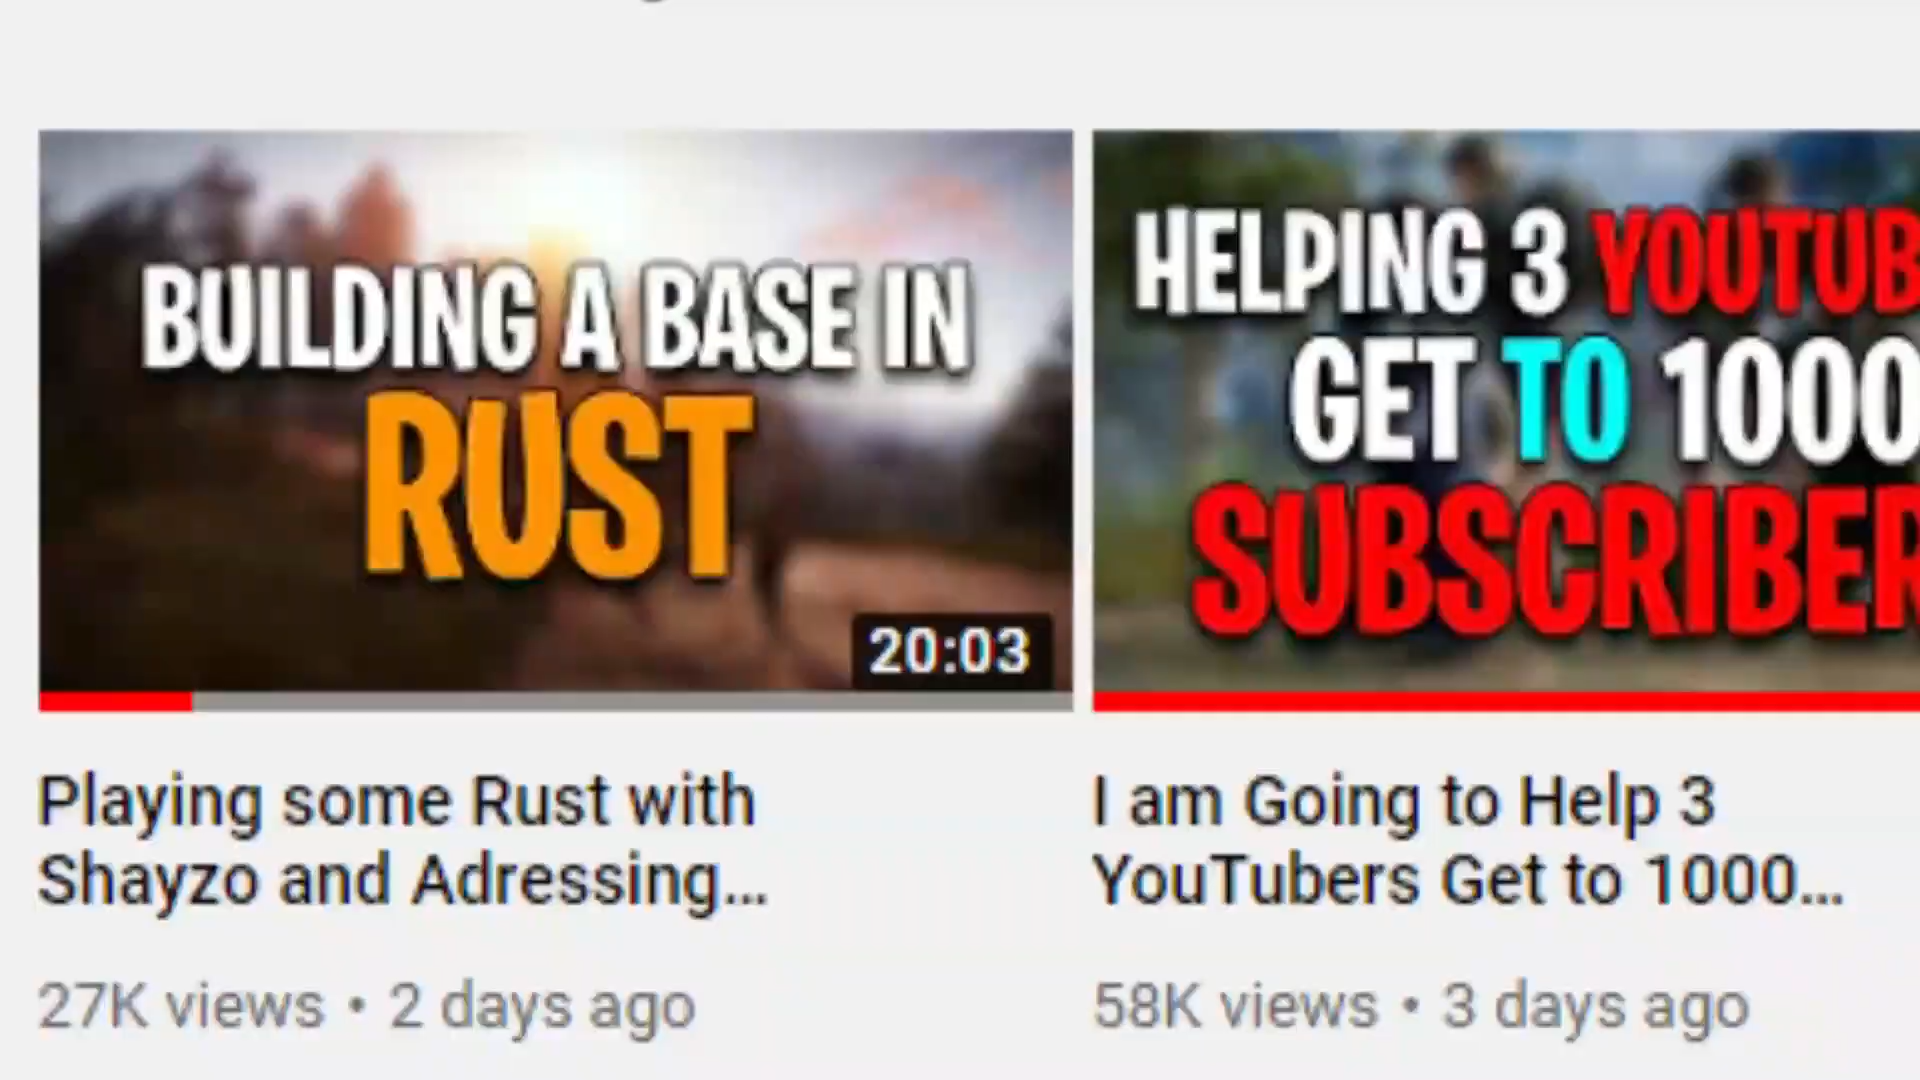 BUILDING A BASE IN
RUST
20:03
Playing some Rust with
Shayzo and Adressing...
27K views • 2 days ago
HELPING 3 YOUTUB
GET TO 1000
SUBSCRIBER
I am Going to Help 3
YouTubers Get to 1000...
58K views • 3 days ago